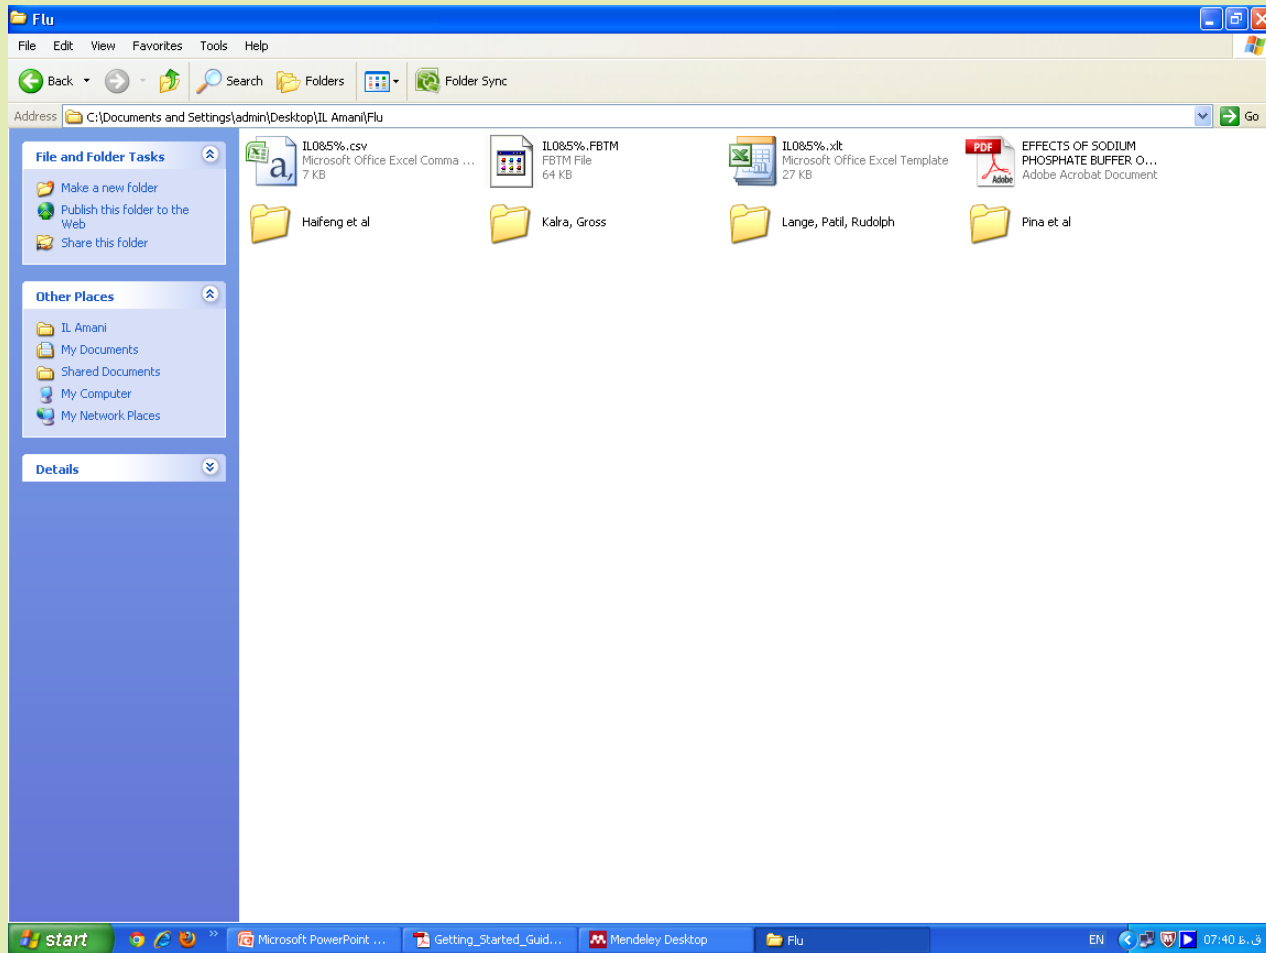 Flu
File Edit View Favorites Tools Help
Back Search Folders Folder Sync
Address C:\Documents and Settings\admin\Desktop\IL Amani\Flu Go
File and Folder Tasks
Make a new folder
Publish this folder to the
Web
Share this folder
Other Places
IL Amani
My Documents
Shared Documents
My Computer
My Network Places
Details
IL0&5%.csv
Microsoft Office Excel Comma ...
7 KB
IL0&5%.FBTM
FBTM File
64 KB
IL0&5%.xlt
Microsoft Office Excel Template
27 KB
PDF
Adobe
EFFECTS OF SODIUM
PHOSPHATE BUFFER O...
Adobe Acrobat Document
Haifeng et al
Kalra, Gross
Lange, Patil, Rudolph
Pina et al
start Microsoft PowerPoint ... Getting_Started_Guid... Mendeley Desktop Flu EN 07:40 ق.ظ